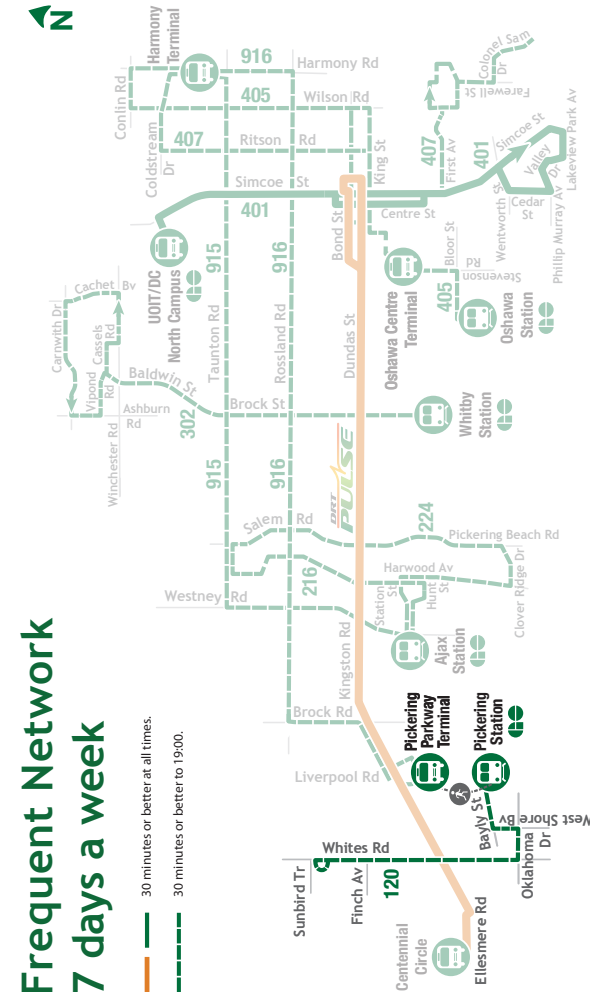 Frequent Network
7 days a week
30 minutes or better at all times.
30 minutes or better to 19:00.
N
Harmony
Terminal
916
Harmony Rd
Conlin Rd
405
Wilson Rd
407
Ritson Rd
Coldstream
Dr
Simcoe St
401
King St
Bond St
Centre St
407
First Av
Farewell St
Colonel Sam
Dr
401
Simcoe St
Valley
Dr
Lakeview Park Av
Wentworth St
Cedar
St
Phillip Murray Av
UOIT/DC
North Campus
915
916
Taunton Rd
Rossland Rd
Dundas St
Oshawa Centre
Terminal
Bloor St
Stevenson
Rd
405
Oshawa
Station
Cachet Bv
Carnwith Dr
Cassels
Rd
Vipond
Rd
Baldwin St
Ashburn
Rd
Winchester Rd
302
Brock St
Whitby
Station
915
916
DRT
PULSE
Salem Rd
224
Pickering Beach Rd
216
Harwood Av
Station
St
Hunt
St
Clover Ridge Dr
Westney Rd
Ajax
Station
Kingston Rd
Brock Rd
Liverpool Rd
Pickering
Parkway
Terminal
Pickering
Station
Bayly St
West Shore Bv
Whites Rd
Oklahoma
Dr
Sunbird Tr
Finch Av
120
Centennial
Circle
Ellesmere Rd